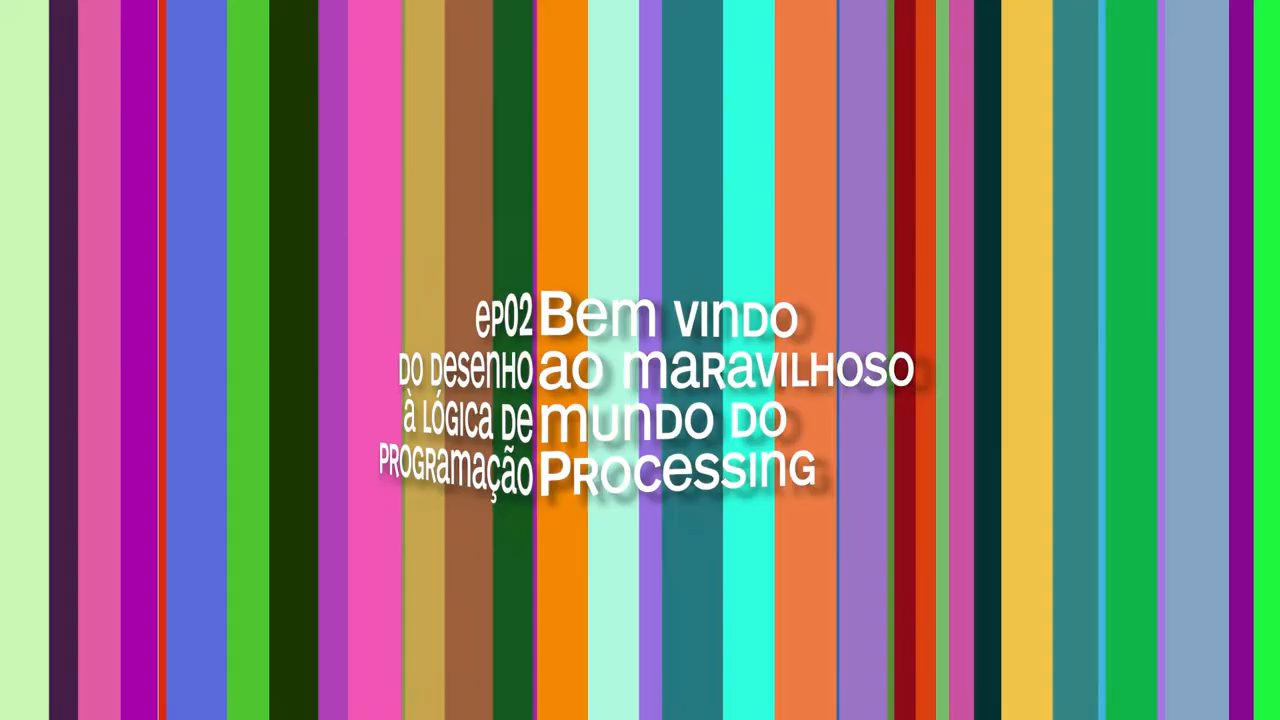 eP02
DO Desenho
à LÓGICA DE
PROGRamação
Bem vindo
ao maRavilhoso
mundo do
PRocessinG